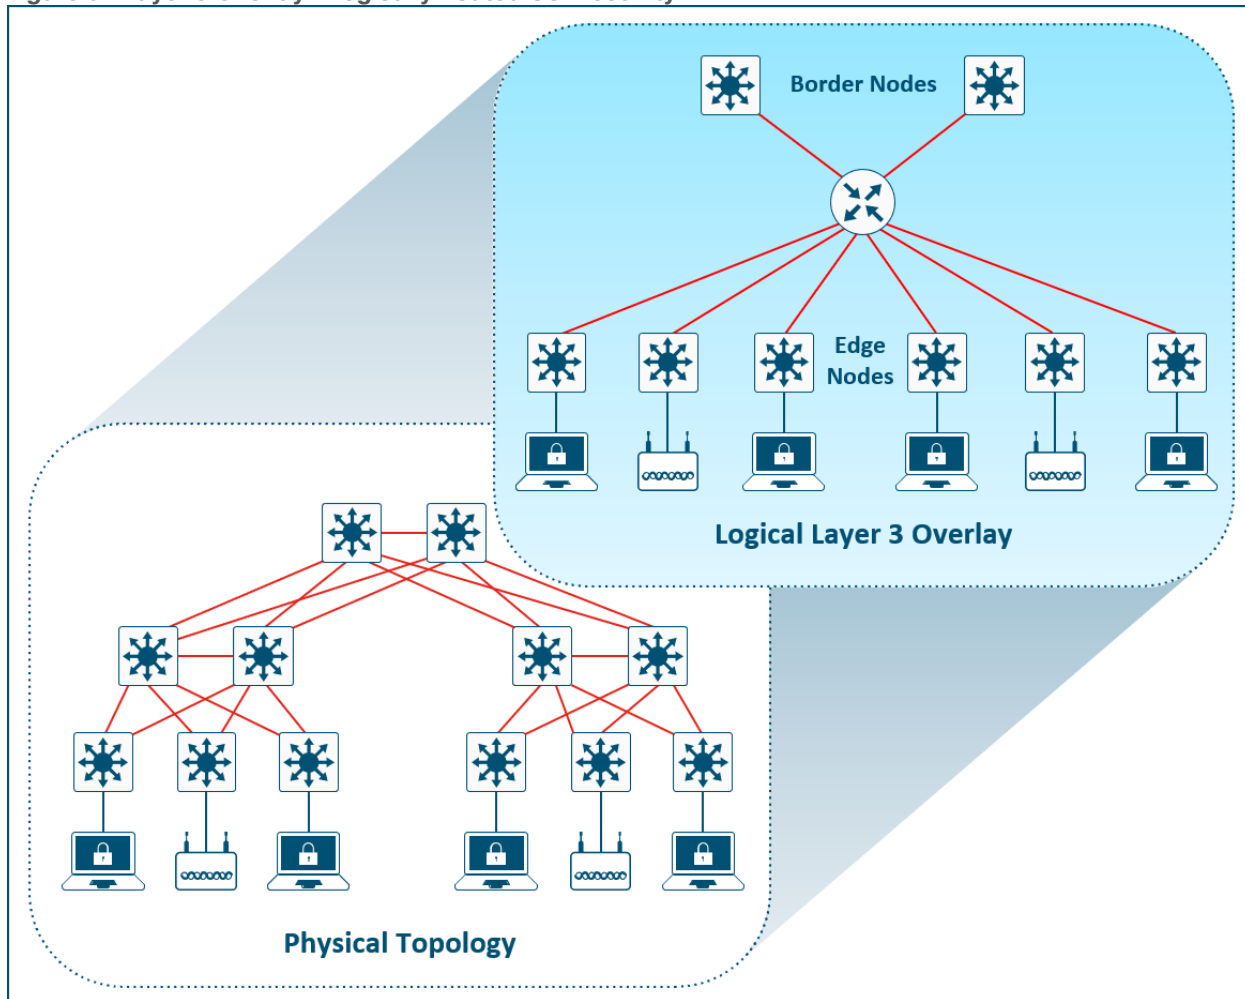 Border Nodes
Edge
Nodes
Logical Layer 3 Overlay
Physical Topology